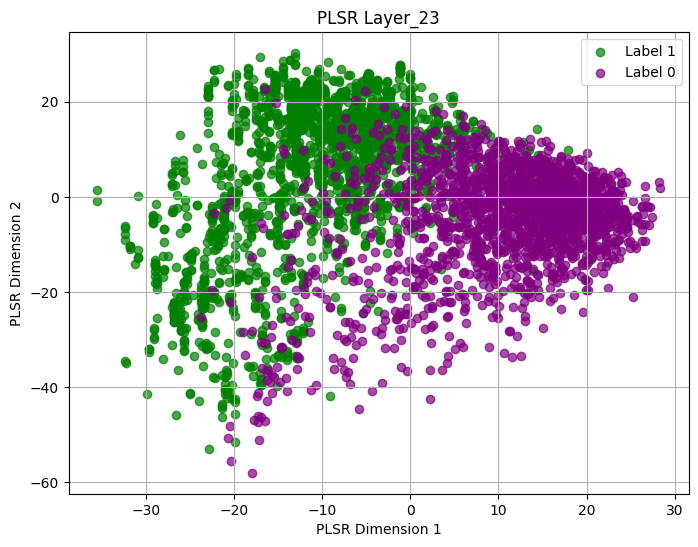 PLSR Layer_23
Label 1
Label 0
20
0
−20
−40
−60
PLSR Dimension 2
−30 −20 −10 0 10 20 30
PLSR Dimension 1